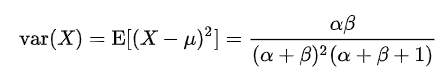 var(X) = E[(X − μ)²] = αβ / ((α + β)²(α + β + 1))